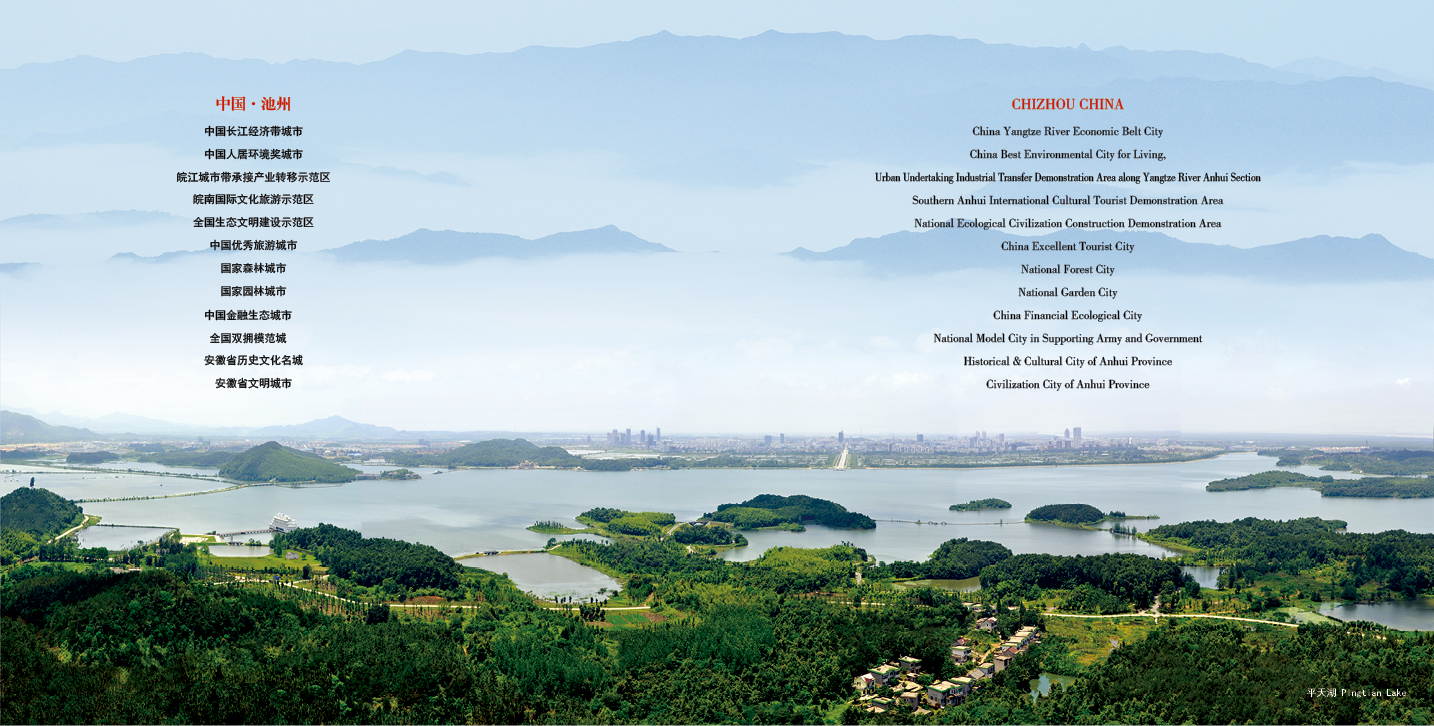 中国·池州
中国长江经济带城市
中国人居环境奖城市
皖江城市带承接产业转移示范区
皖南国际文化旅游示范区
全国生态文明建设示范区
中国优秀旅游城市
国家森林城市
国家园林城市
中国金融生态城市
全国双拥模范城
安徽省历史文化名城
安徽省文明城市
CHIZHOU CHINA
China Yangtze River Economic Belt City
China Best Environmental City for Living,
Urban Undertaking Industrial Transfer Demonstration Area along Yangtze River Anhui Section
Southern Anhui International Cultural Tourist Demonstration Area
National Ecological Civilization Construction Demonstration Area
China Excellent Tourist City
National Forest City
National Garden City
China Financial Ecological City
National Model City in Supporting Army and Government
Historical & Cultural City of Anhui Province
Civilization City of Anhui Province
平天湖 Pingtian Lake